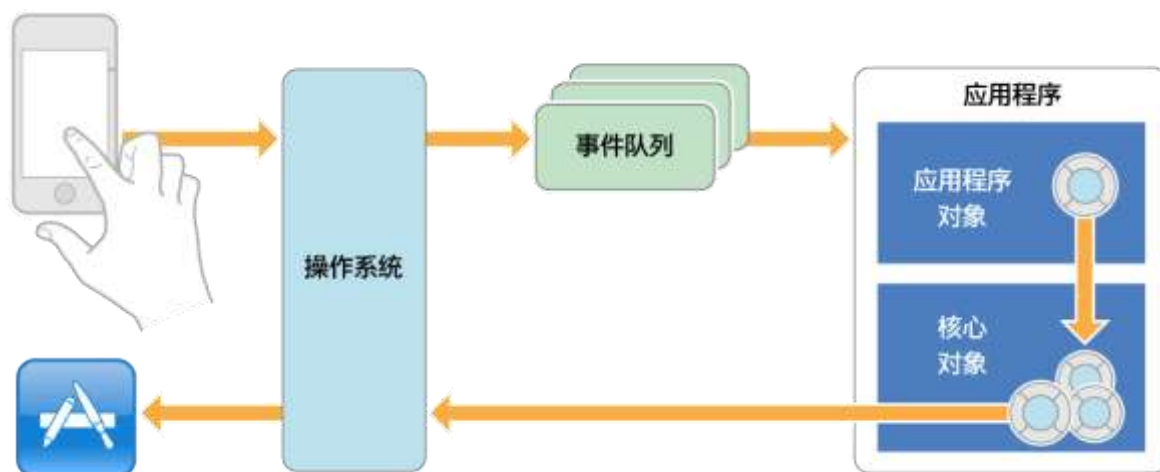 应用程序
事件队列
应用程序
对象
操作系统
核心
对象